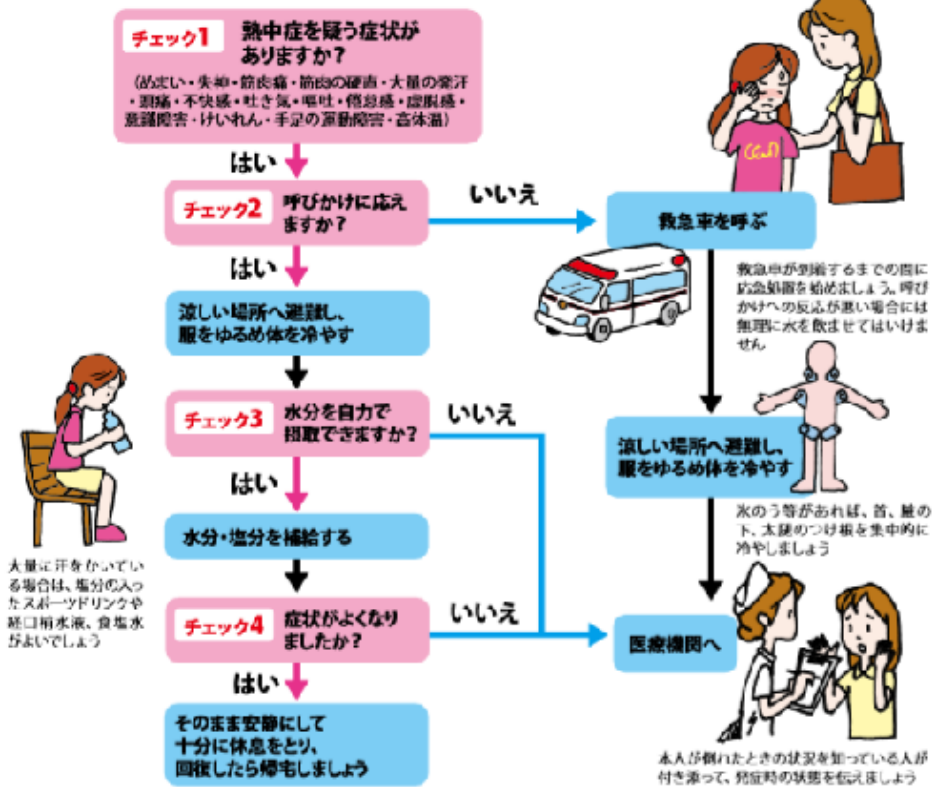 チェック1
熱中症を疑う症状が
ありますか?
(めまい・失神・筋肉痛・筋肉の硬直・大量の発汗
・頭痛・不快感・吐き気・嘔吐・倦怠感・虚脱感・
意識障害・けいれん・手足の運動障害・高体温)
はい
チェック2
呼びかけに応え
ますか?
いいえ
救急車を呼ぶ
救急車が到着するまでの間に
応急処置を始めましょう。呼び
かけへの反応が悪い場合には
無理に水を飲ませてはいけま
せん
はい
涼しい場所へ避難し、
服をゆるめ体を冷やす
チェック3
水分を自力で
摂取できますか?
いいえ
涼しい場所へ避難し、
服をゆるめ体を冷やす
氷のう等があれば、首、腋の
下、太腿のつけ根を集中的に
冷やしましょう
はい
水分・塩分を補給する
大量に汗をかいてい
る場合は、塩分の入っ
たスポーツドリンクや
経口補水液、食塩水
がよいでしょう
チェック4
症状がよくなり
ましたか?
いいえ
医療機関へ
はい
そのまま安静にして
十分に休息をとり、
回復したら帰宅しましょう
本人が倒れたときの状況を知っている人が
付き添って、発症時の状態を伝えましょう